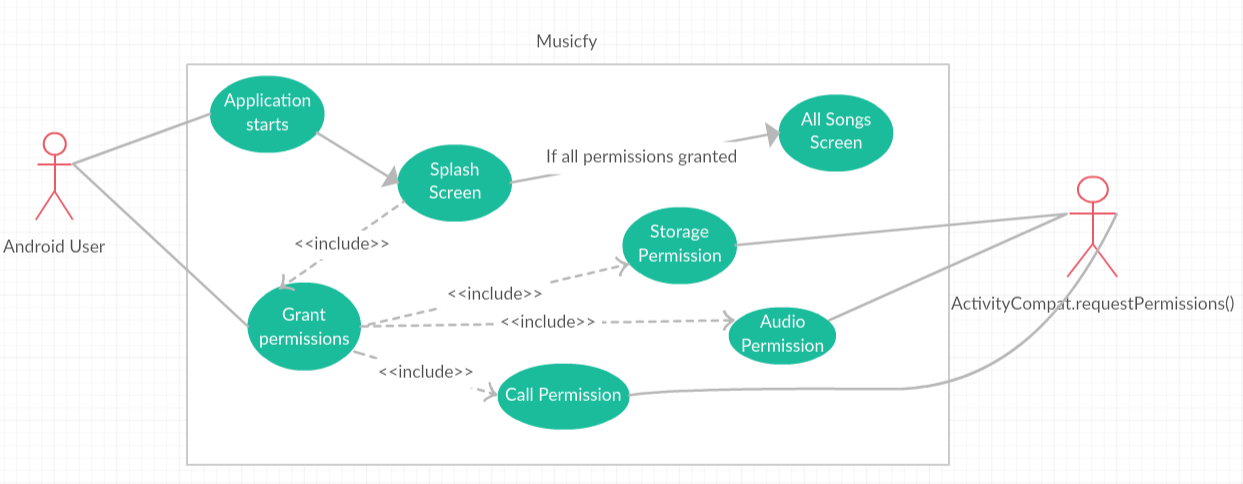 Musicfy
Application
starts
All Songs
Screen
If all permissions granted
Splash
Screen
Android User
<<include>>
Storage
Permission
<<include>>
ActivityCompat.requestPermissions()
Grant
permissions
<<include>>
Audio
Permission
<<include>>
Call Permission